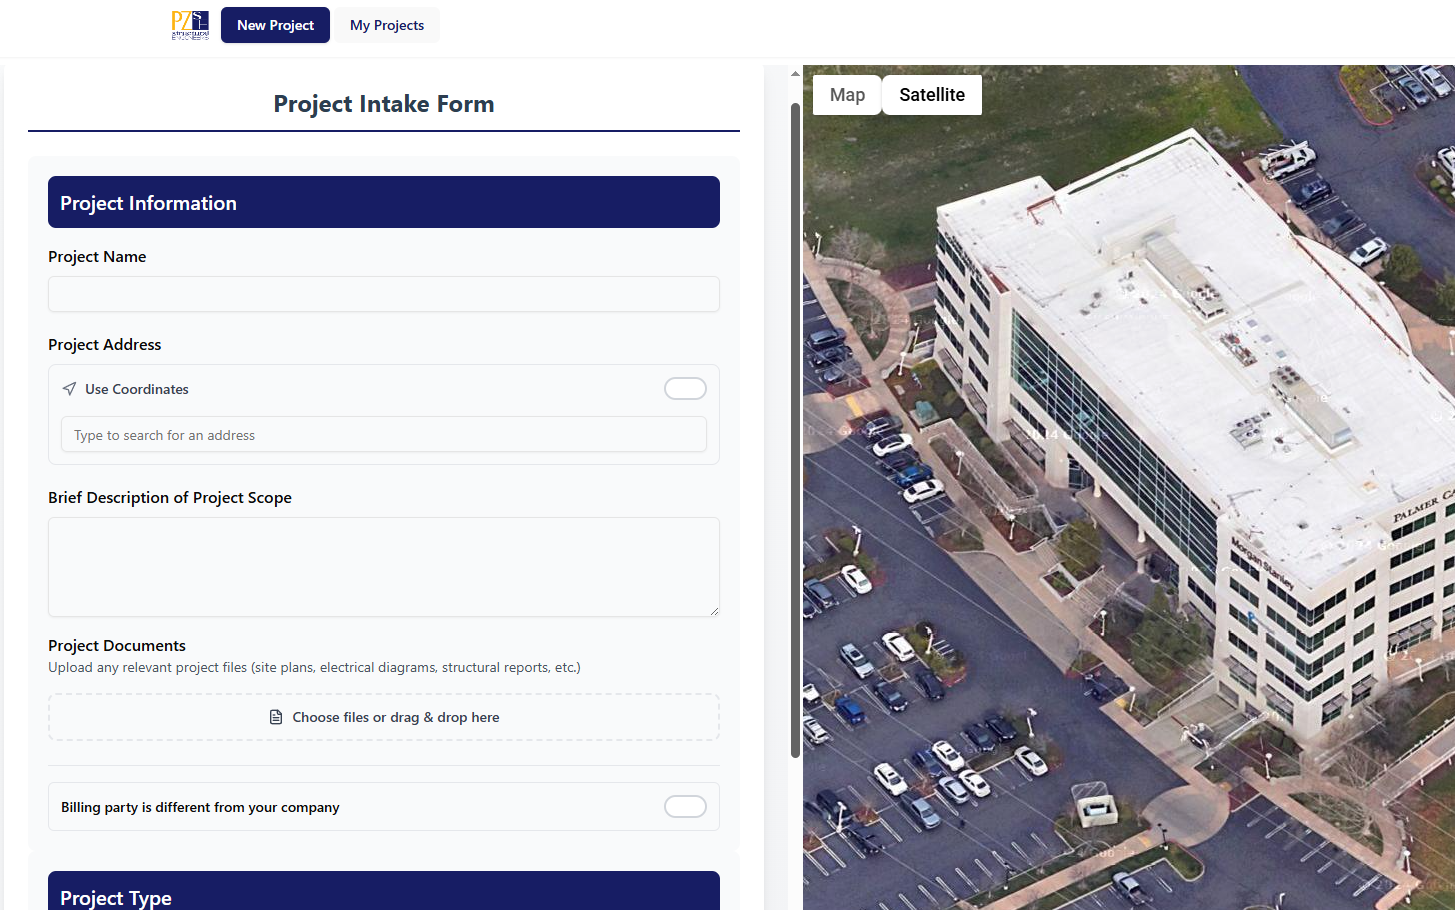 PZSE
structural
ENGINEERS
New Project
My Projects
Project Intake Form
Project Information
Project Name
Project Address
Use Coordinates
Type to search for an address
Brief Description of Project Scope
Project Documents
Upload any relevant project files (site plans, electrical diagrams, structural reports, etc.)
Choose files or drag & drop here
Billing party is different from your company
Project Type
Map
Satellite
PALMER
Morgan Stanley